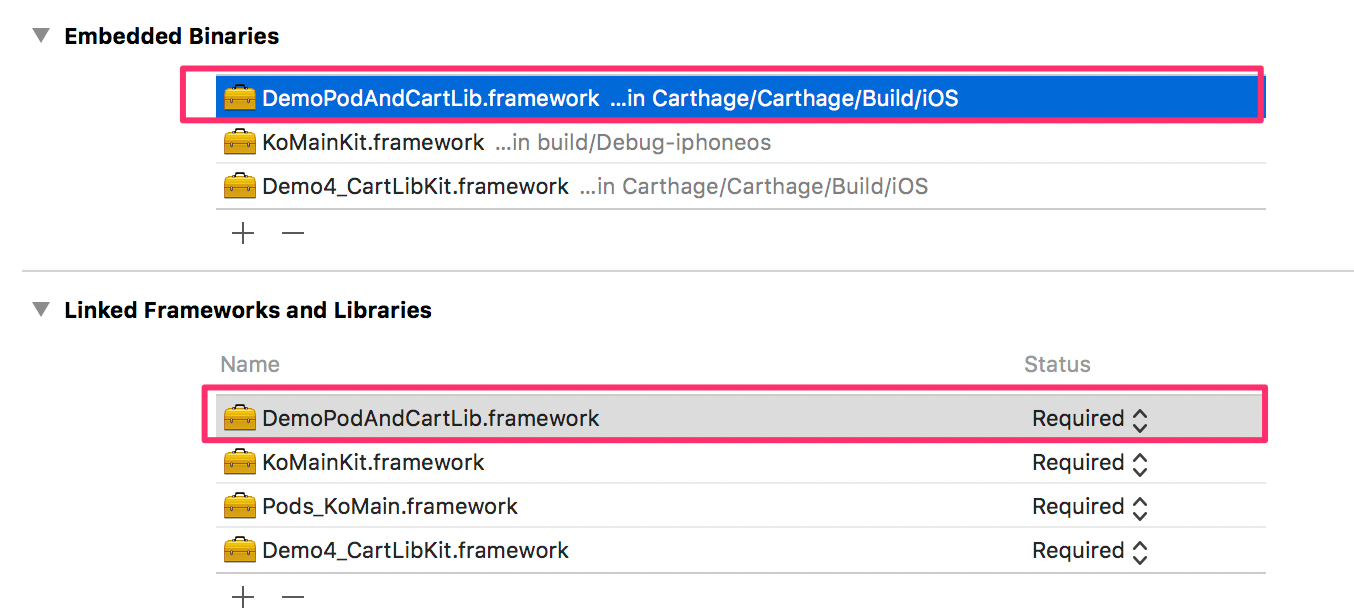 Embedded Binaries
DemoPodAndCartLib.framework ...in Carthage/Carthage/Build/iOS
KoMainKit.framework ...in build/Debug-iphoneos
Demo4_CartLibKit.framework ...in Carthage/Carthage/Build/iOS
Linked Frameworks and Libraries
Name Status
DemoPodAndCartLib.framework Required
KoMainKit.framework Required
Pods_KoMain.framework Required
Demo4_CartLibKit.framework Required